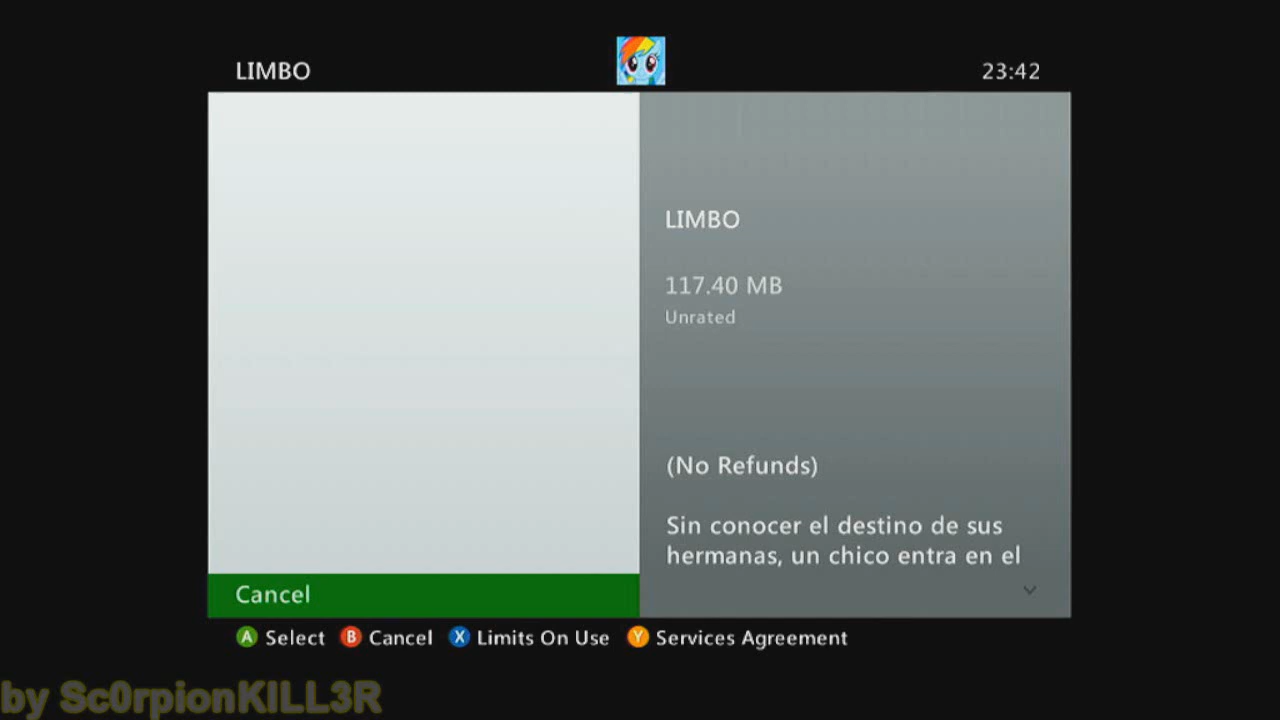 LIMBO
23:42
LIMBO
117.40 MB
Unrated
(No Refunds)
Sin conocer el destino de sus
hermanas, un chico entra en el
Cancel
A Select B Cancel X Limits On Use Y Services Agreement
by Sc0rpionKILL3R